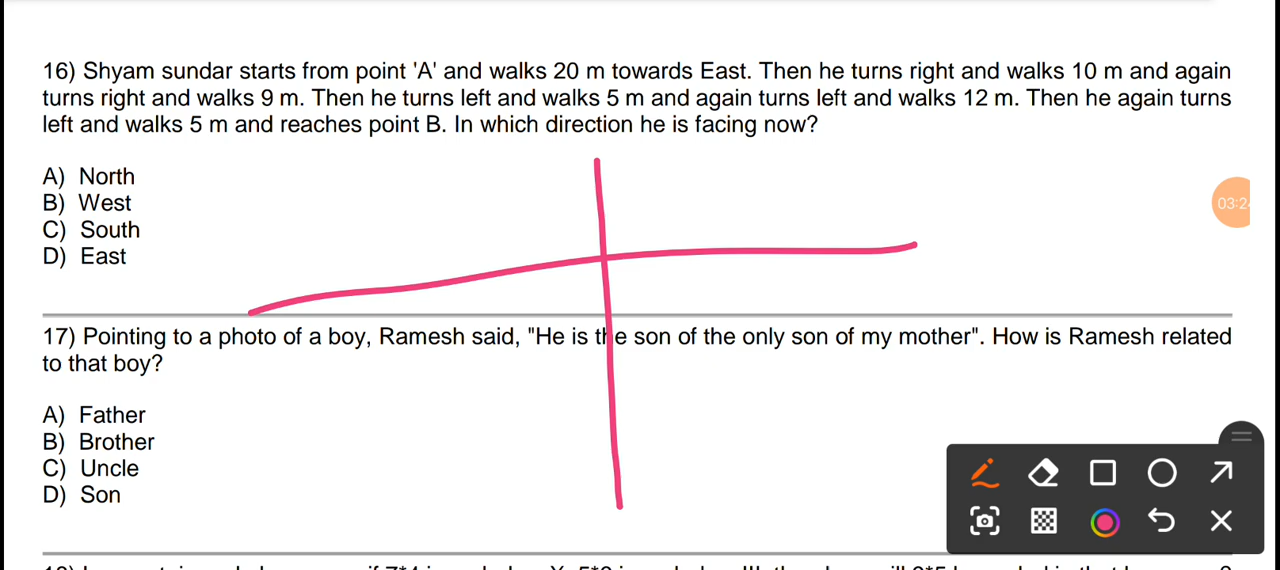 16) Shyam sundar starts from point 'A' and walks 20 m towards East. Then he turns right and walks 10 m and again
turns right and walks 9 m. Then he turns left and walks 5 m and again turns left and walks 12 m. Then he again turns
left and walks 5 m and reaches point B. In which direction he is facing now?
A) North
B) West
C) South
D) East
03:2
17) Pointing to a photo of a boy, Ramesh said, "He is the son of the only son of my mother". How is Ramesh related
to that boy?
A) Father
B) Brother
C) Uncle
D) Son